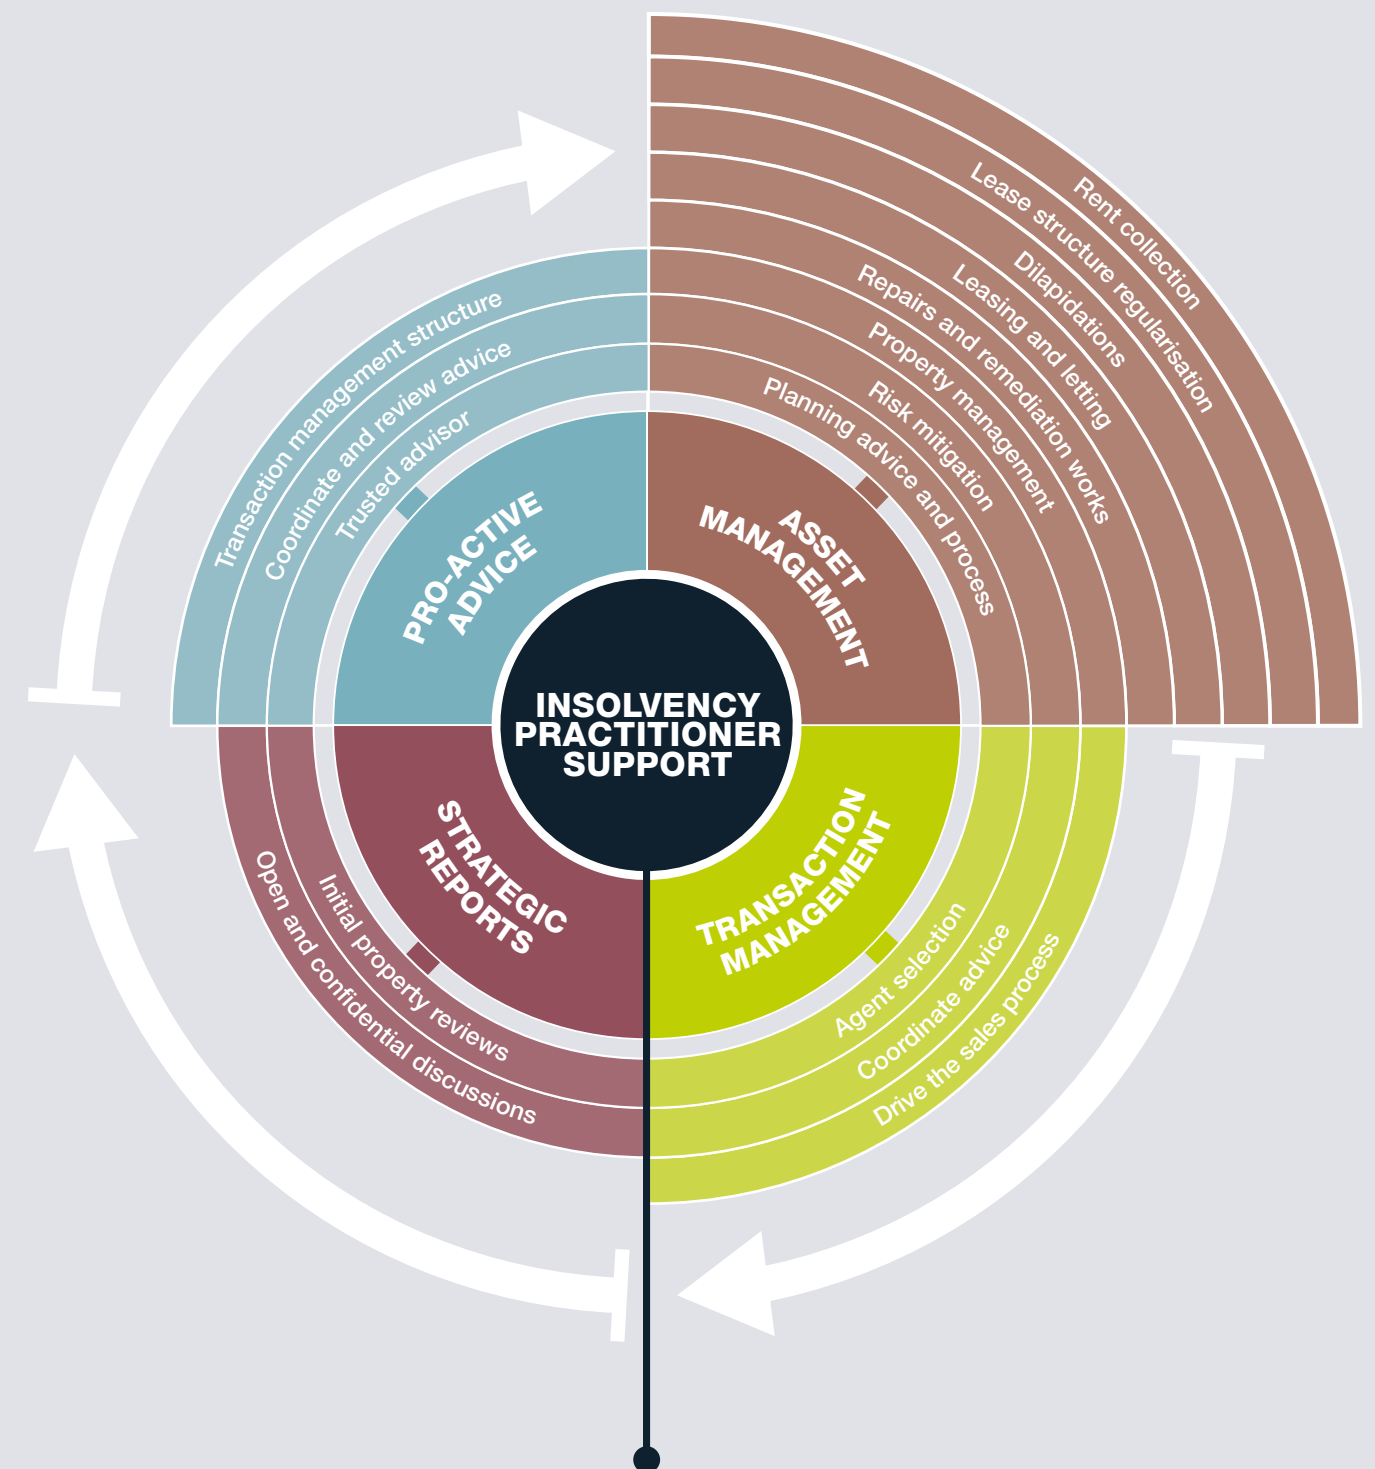 INSOLVENCY
PRACTITIONER
SUPPORT
PRO-ACTIVE
ADVICE
Trusted advisor
Coordinate and review advice
Transaction management structure
ASSET
MANAGEMENT
Planning advice and process
Risk mitigation
Property management
Repairs and remediation works
Leasing and letting
Dilapidations
Lease structure regularisation
Rent collection
TRANSACTION
MANAGEMENT
Agent selection
Coordinate advice
Drive the sales process
STRATEGIC
REPORTS
Initial property reviews
Open and confidential discussions